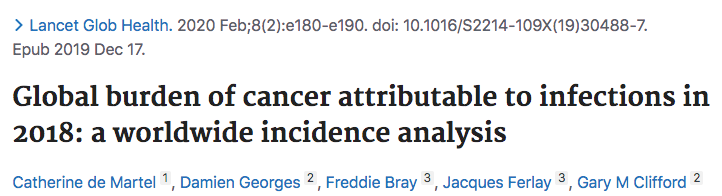 > Lancet Glob Health. 2020 Feb;8(2):e180-e190. doi: 10.1016/S2214-109X(19)30488-7.
Epub 2019 Dec 17.
Global burden of cancer attributable to infections in
2018: a worldwide incidence analysis
Catherine de Martel 1, Damien Georges 2, Freddie Bray 3, Jacques Ferlay 3, Gary M Clifford 2